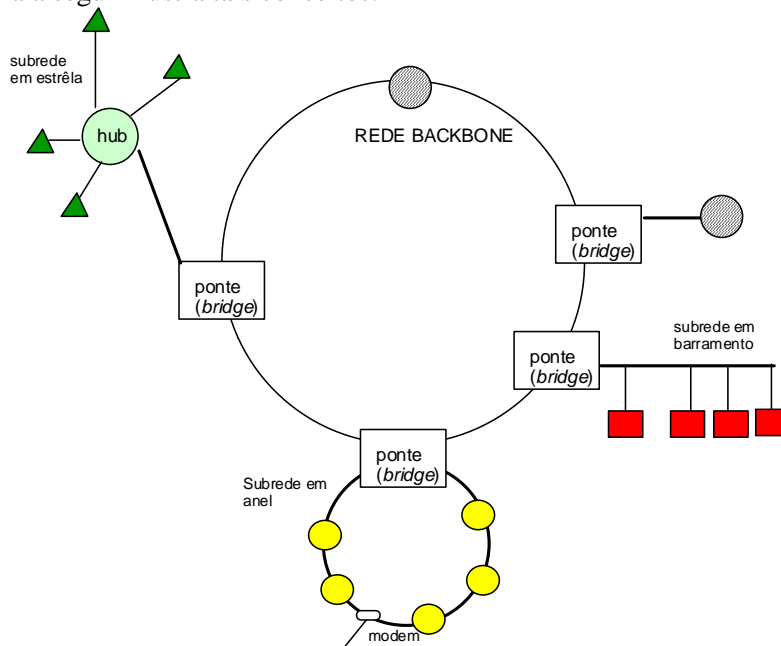 subrede
em estrêla
hub
REDE BACKBONE
ponte
(bridge)
ponte
(bridge)
subrede em
barramento
ponte
(bridge)
ponte
(bridge)
Subrede em
anel
modem